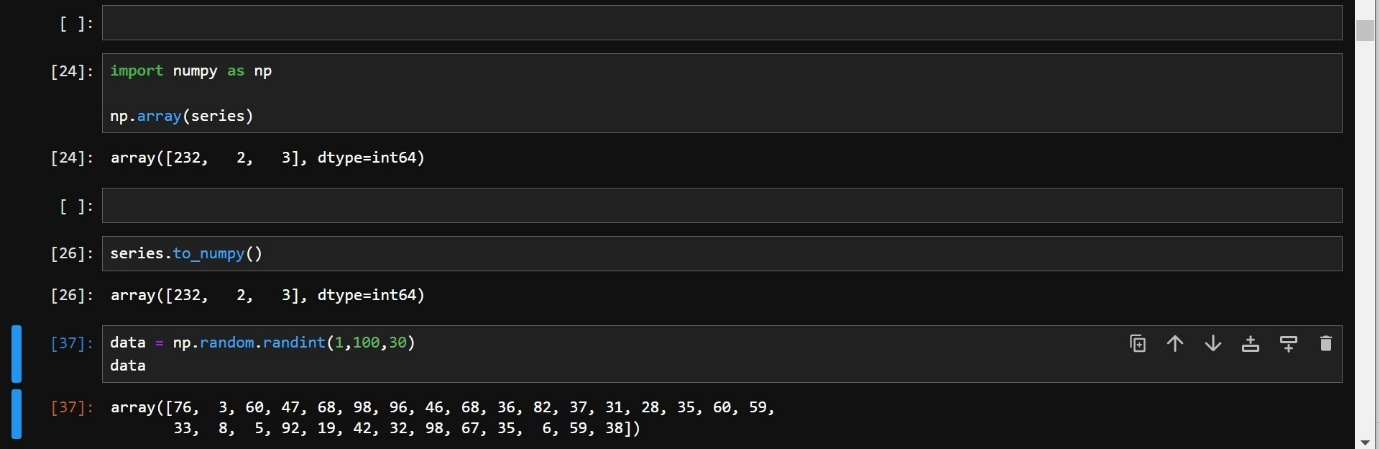 [ ]:
[24]: import numpy as np
np.array(series)
[24]: array([232,   2,   3], dtype=int64)
[ ]:
[26]: series.to_numpy()
[26]: array([232,   2,   3], dtype=int64)
[37]: data = np.random.randint(1,100,30)
data
[37]: array([76,  3, 60, 47, 68, 98, 96, 46, 68, 36, 82, 37, 31, 28, 35, 60, 59,
33,  8,  5, 92, 19, 42, 32, 98, 67, 35,  6, 59, 38])